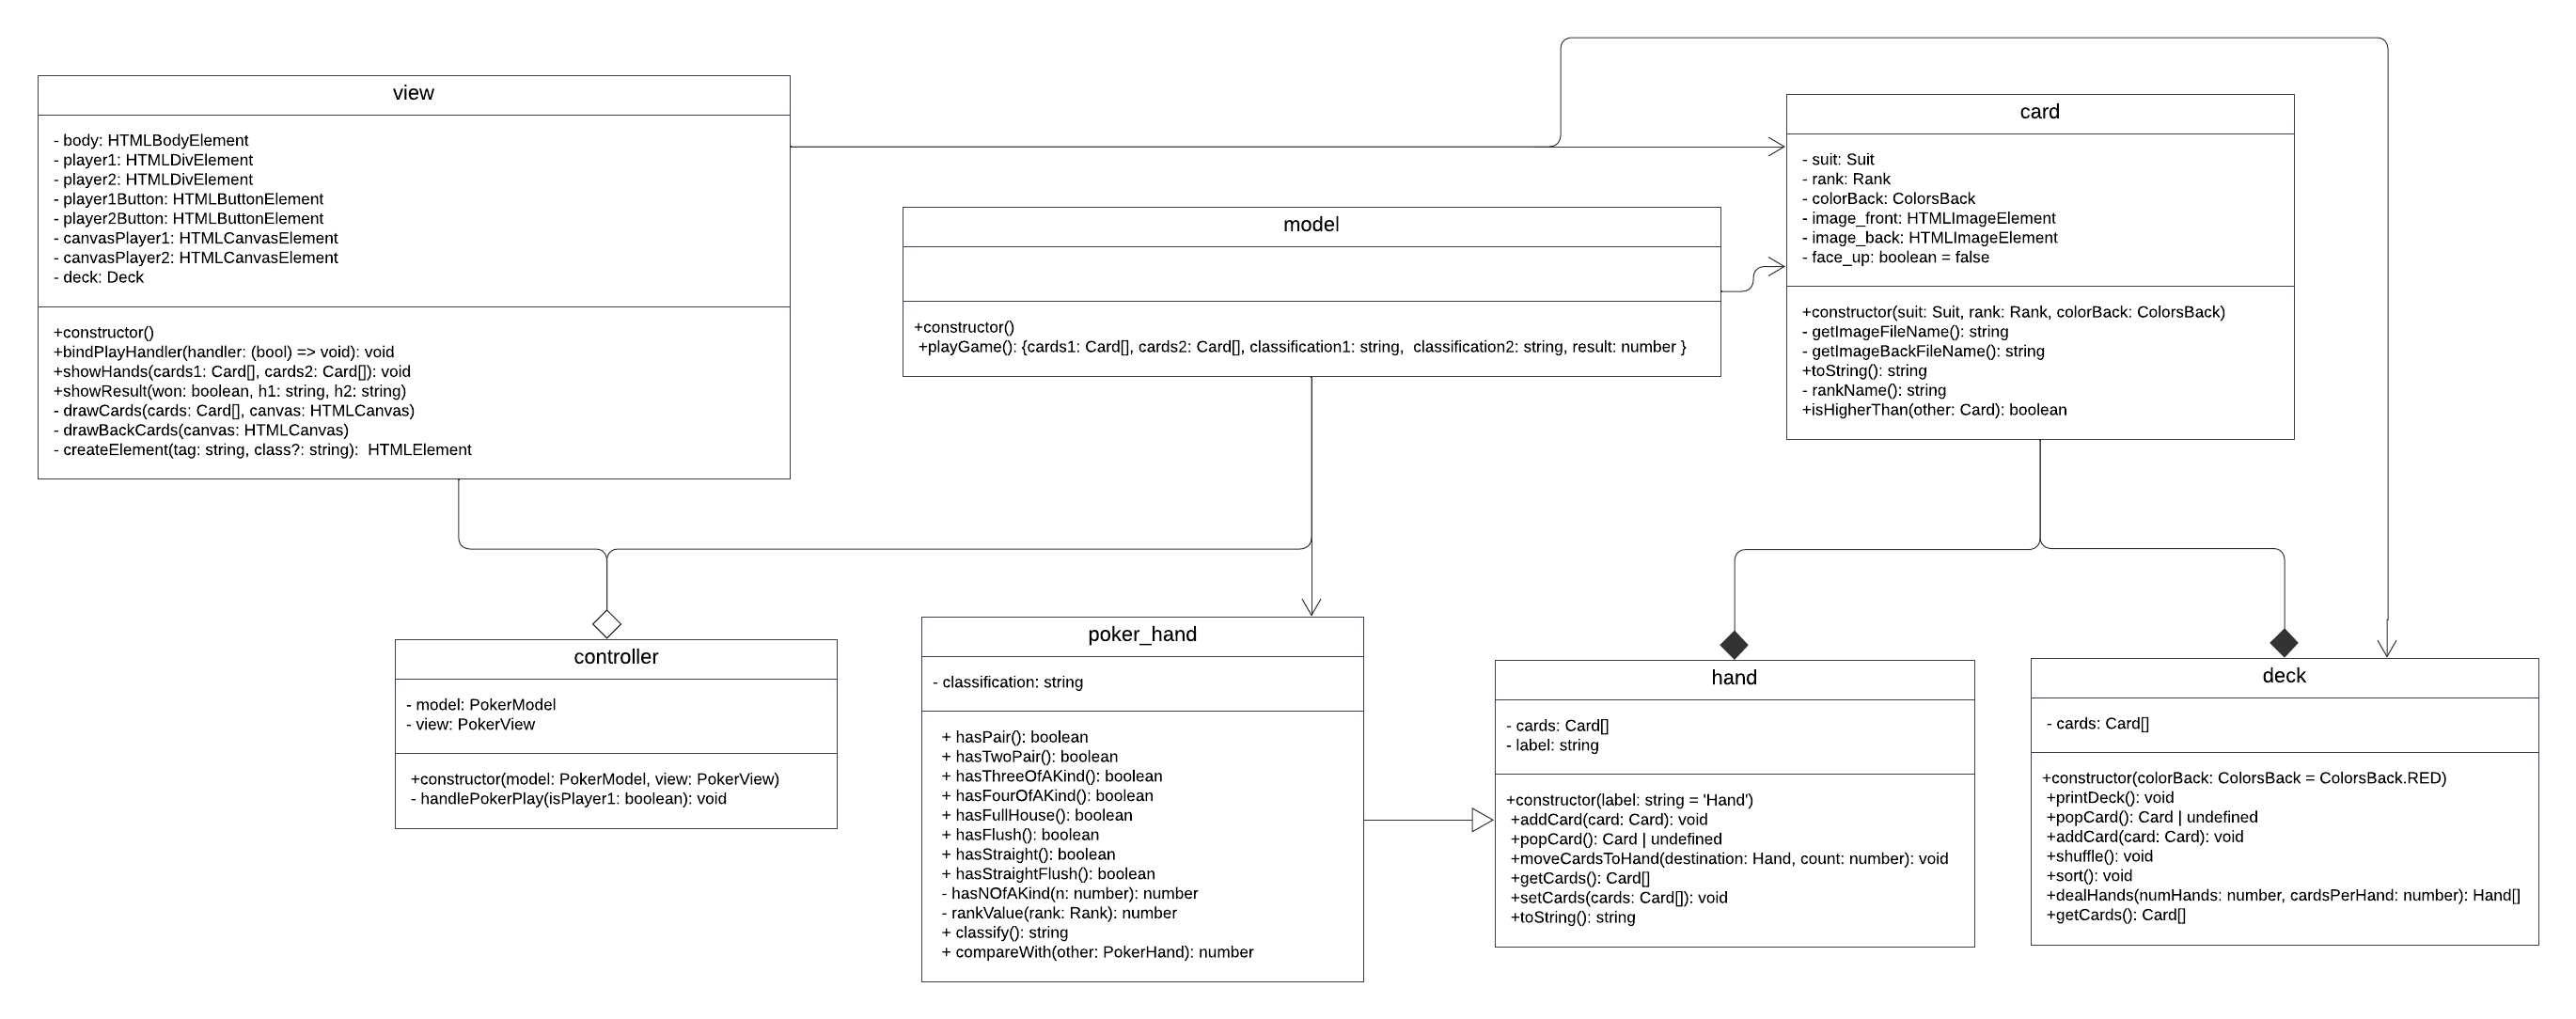 view
- body: HTMLBodyElement
- player1: HTMLDivElement
- player2: HTMLDivElement
- player1Button: HTMLButtonElement
- player2Button: HTMLButtonElement
- canvasPlayer1: HTMLCanvasElement
- canvasPlayer2: HTMLCanvasElement
- deck: Deck
+constructor()
+bindPlayHandler(handler: (bool) => void): void
+showHands(cards1: Card[], cards2: Card[]): void
+showResult(won: boolean, h1: string, h2: string)
- drawCards(cards: Card[], canvas: HTMLCanvas)
- drawBackCards(canvas: HTMLCanvas)
- createElement(tag: string, class?: string):  HTMLElement
model
+constructor()
+playGame(): {cards1: Card[], cards2: Card[], classification1: string,  classification2: string, result: number }
card
- suit: Suit
- rank: Rank
- colorBack: ColorsBack
- image_front: HTMLImageElement
- image_back: HTMLImageElement
- face_up: boolean = false
+constructor(suit: Suit, rank: Rank, colorBack: ColorsBack)
- getImageFileName(): string
- getImageBackFileName(): string
+toString(): string
- rankName(): string
+isHigherThan(other: Card): boolean
controller
- model: PokerModel
- view: PokerView
+constructor(model: PokerModel, view: PokerView)
- handlePokerPlay(isPlayer1: boolean): void
poker_hand
- classification: string
+ hasPair(): boolean
+ hasTwoPair(): boolean
+ hasThreeOfAKind(): boolean
+ hasFourOfAKind(): boolean
+ hasFullHouse(): boolean
+ hasFlush(): boolean
+ hasStraight(): boolean
+ hasStraightFlush(): boolean
- hasNOfAKind(n: number): number
- rankValue(rank: Rank): number
+ classify(): string
+ compareWith(other: PokerHand): number
hand
- cards: Card[]
- label: string
+constructor(label: string = 'Hand')
+addCard(card: Card): void
+popCard(): Card | undefined
+moveCardsToHand(destination: Hand, count: number): void
+getCards(): Card[]
+setCards(cards: Card[]): void
+toString(): string
deck
- cards: Card[]
+constructor(colorBack: ColorsBack = ColorsBack.RED)
+printDeck(): void
+popCard(): Card | undefined
+addCard(card: Card): void
+shuffle(): void
+sort(): void
+dealHands(numHands: number, cardsPerHand: number): Hand[]
+getCards(): Card[]